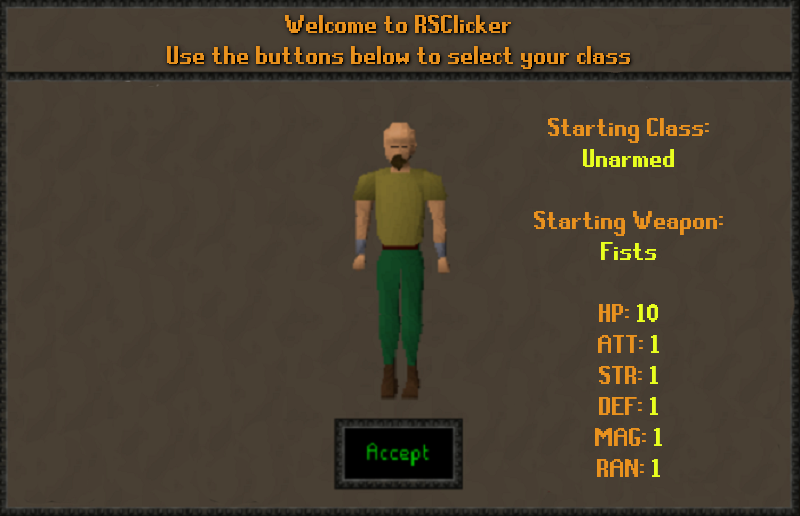 Welcome to RSClicker
Use the buttons below to select your class
Starting Class:
Unarmed
Starting Weapon:
Fists
HP: 10
ATT: 1
STR: 1
DEF: 1
MAG: 1
RAN: 1
Accept